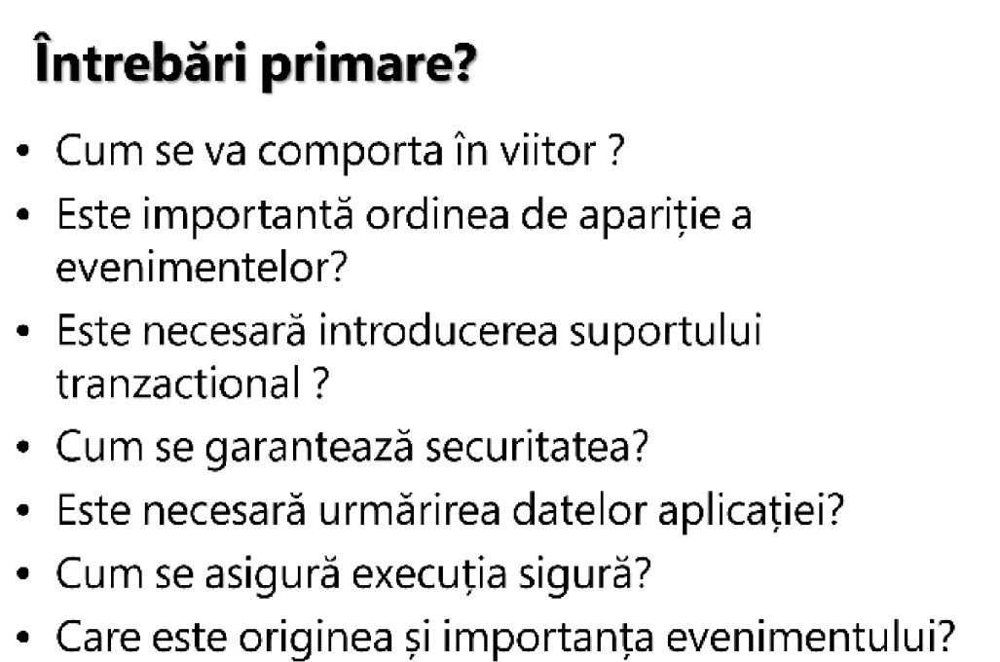 Întrebări primare?
• Cum se va comporta în viitor ?
• Este importantă ordinea de apariție a
evenimentelor?
• Este necesară introducerea suportului
tranzactional ?
• Cum se garantează securitatea?
• Este necesară urmărirea datelor aplicației?
• Cum se asigură execuția sigură?
• Care este originea și importanța evenimentului?